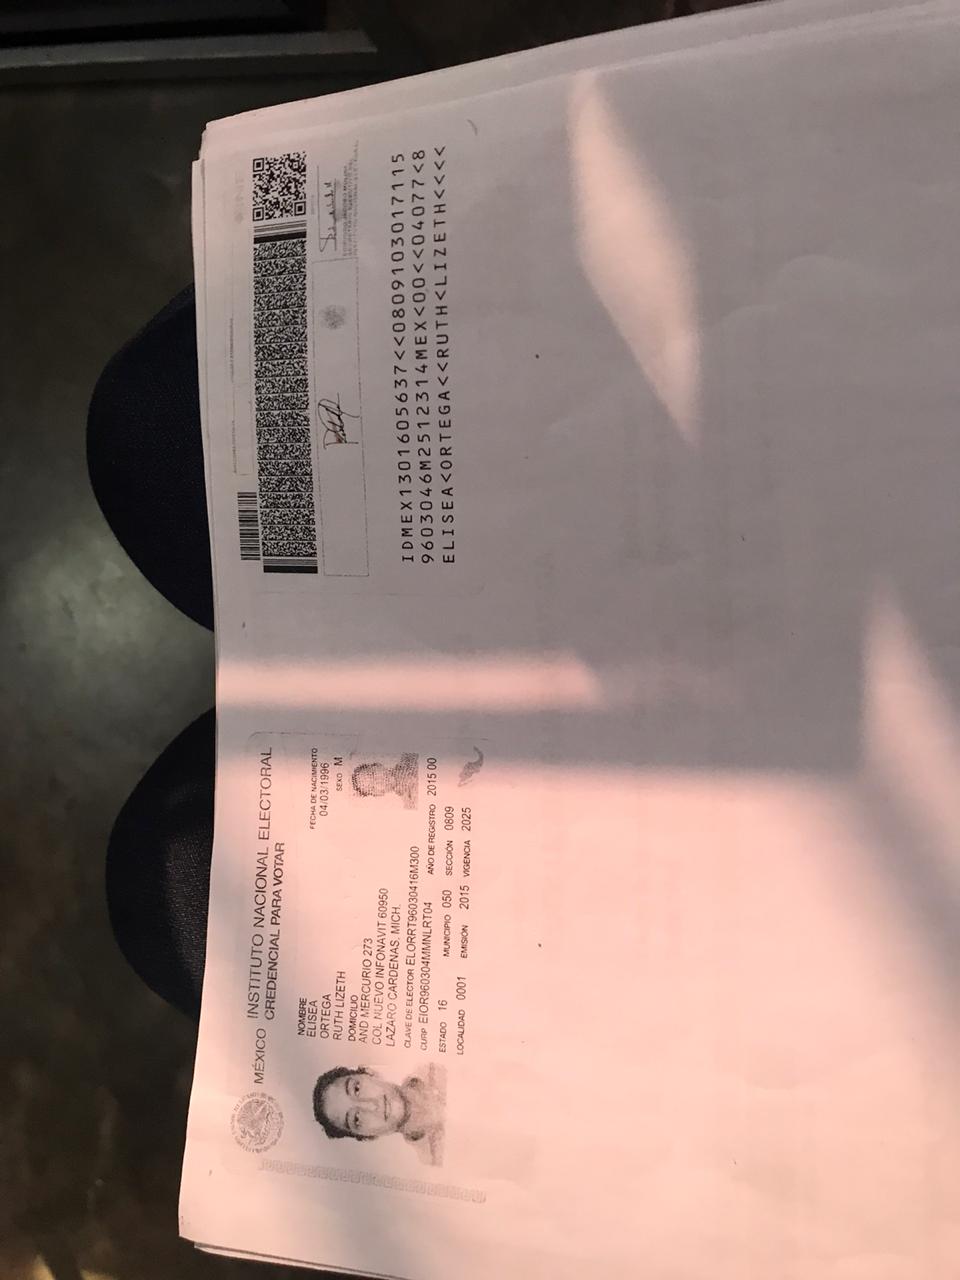 MÉXICO INSTITUTO NACIONAL ELECTORAL
CREDENCIAL PARA VOTAR
NOMBRE
ELISEA
ORTEGA
RUTH LIZETH
FECHA DE NACIMIENTO
04/03/1996
SEXO M
DOMICILIO
AND MERCURIO 273
COL NUEVO INFONAVIT 60950
LAZARO CARDENAS, MICH.
CLAVE DE ELECTOR ELORRT96030416M300
CURP EIOR960304MMNLRT04 AÑO DE REGISTRO 2015 00
ESTADO 16 MUNICIPIO 050 SECCIÓN 0809
LOCALIDAD 0001 EMISIÓN 2015 VIGENCIA 2025
IDMEX1301605637<<0809103017115
9603046M2512314MEX<00<<04077<8
ELISEA<ORTEGA<<RUTH<LIZETH<<<<